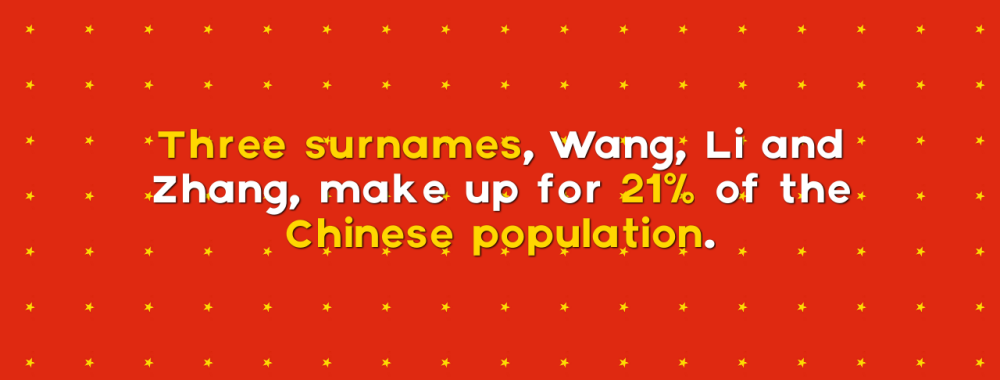 Three surnames, Wang, Li and
Zhang, make up for 21% of the
Chinese population.